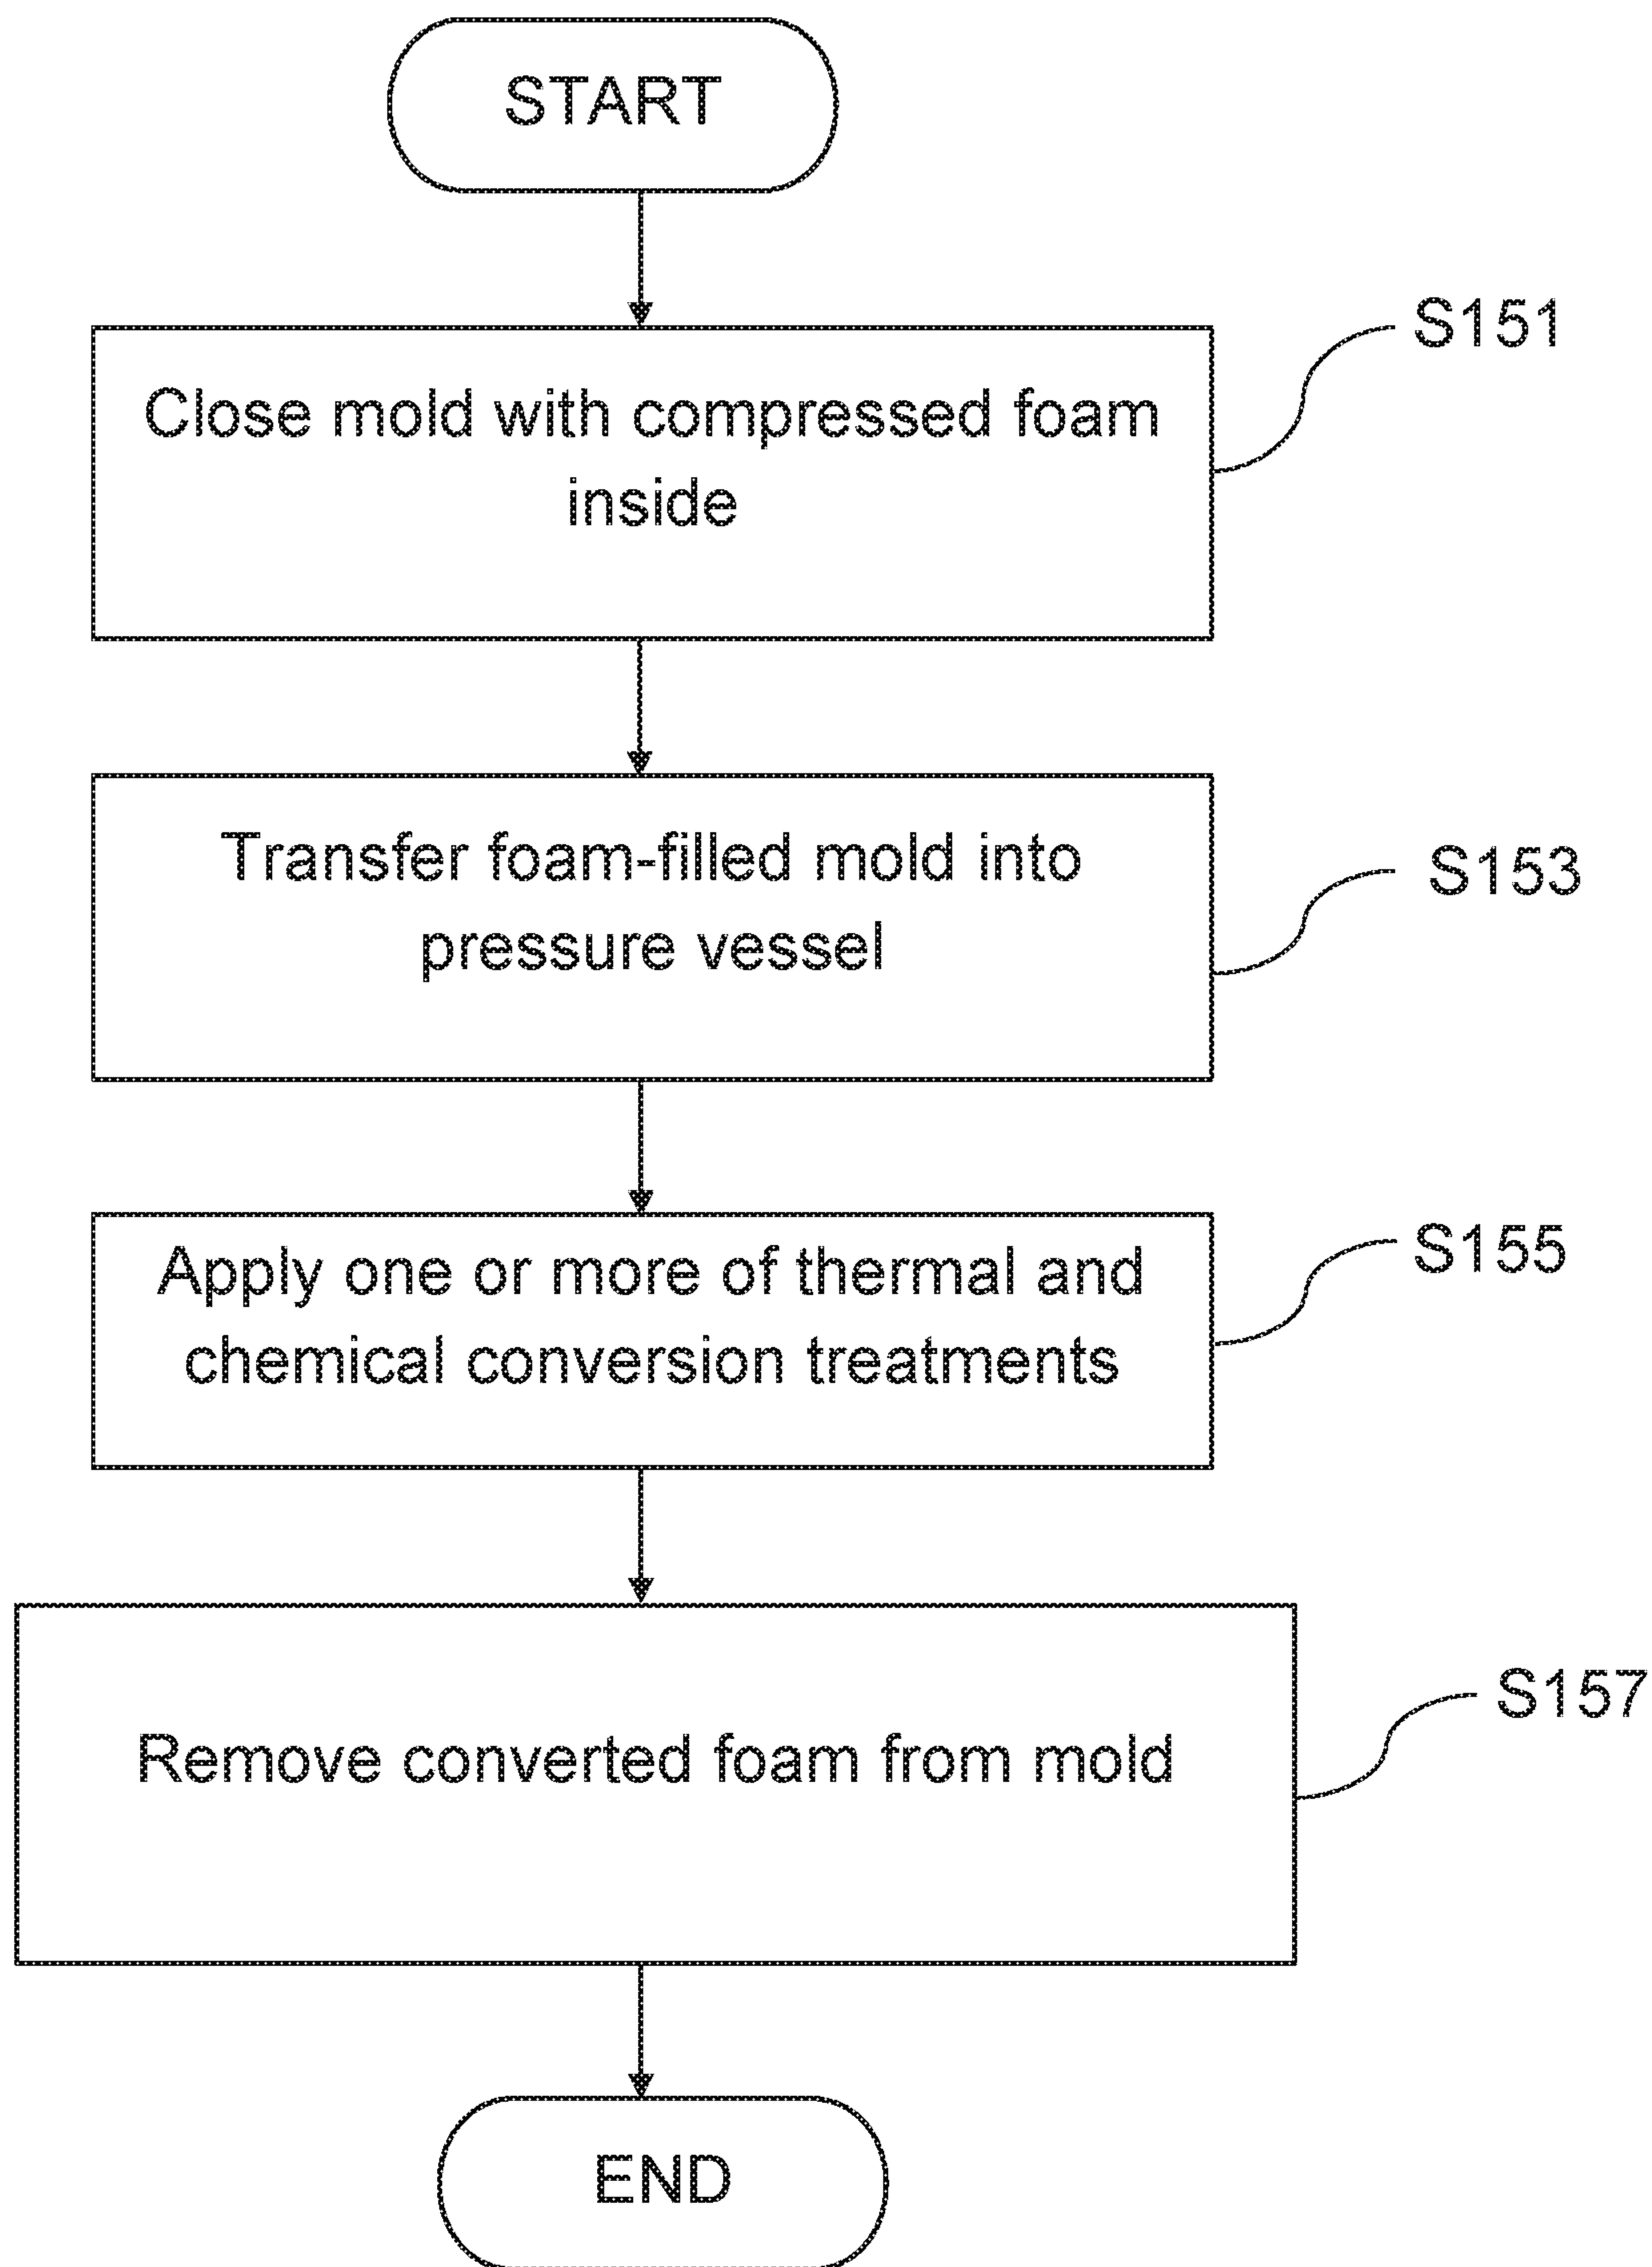 START
S151
Close mold with compressed foam
inside
Transfer foam-filled mold into
S153
pressure vessel
S155
Apply one or more of thermal and
chemical conversion treatments
S157
Remove converted foam from mold
END